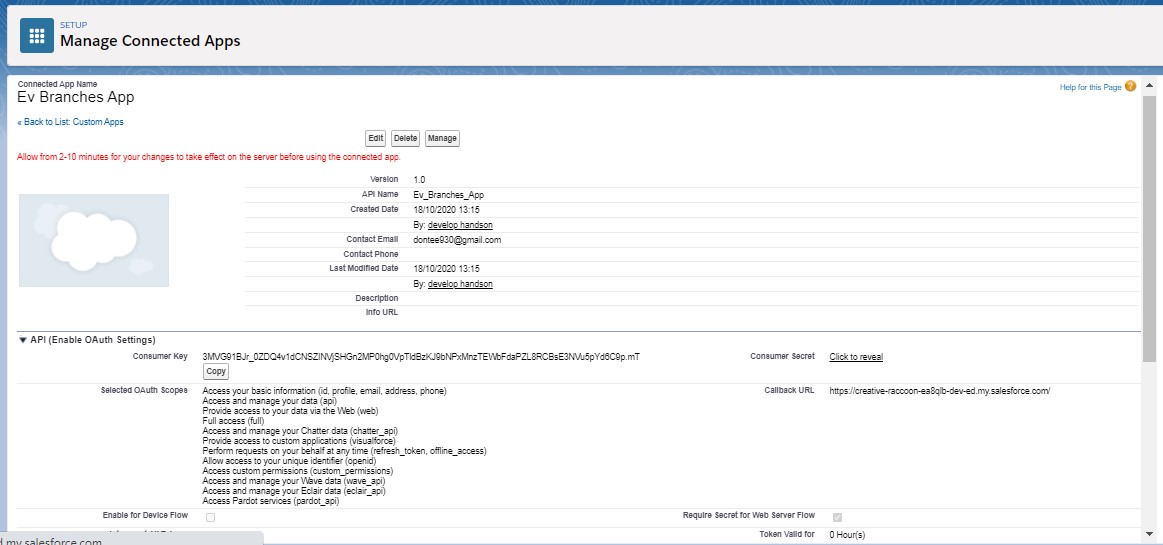 SETUP
Manage Connected Apps
Connected App Name
Ev Branches App
Help for this Page
« Back to List: Custom Apps
Edit Delete Manage
Allow from 2-10 minutes for your changes to take effect on the server before using the connected app.
Version 1.0
API Name Ev_Branches_App
Created Date 18/10/2020 13:15
By: develop handson
Contact Email dontee930@gmail.com
Contact Phone
Last Modified Date 18/10/2020 13:15
By: develop handson
Description
Info URL
API (Enable OAuth Settings)
Consumer Key 3MVG91BJr_0ZDQ4v1dCNSZINVjSHGn2MP0hg0VpTldBzKJ9bNPxMnzTEWbFdaPZL8RCBsE3NVu5pYd6C9p.mT Consumer Secret Click to reveal
Copy
Selected OAuth Scopes Access your basic information (id, profile, email, address, phone) Callback URL https://creative-raccoon-ea8qlb-dev-ed.my.salesforce.com/
Access and manage your data (api)
Provide access to your data via the Web (web)
Full access (full)
Access and manage your Chatter data (chatter_api)
Provide access to custom applications (visualforce)
Perform requests on your behalf at any time (refresh_token, offline_access)
Allow access to your unique identifier (openid)
Access custom permissions (custom_permissions)
Access and manage your Wave data (wave_api)
Access and manage your Eclair data (eclair_api)
Access Pardot services (pardot_api)
Enable for Device Flow Require Secret for Web Server Flow
Token Valid for 0 Hour(s)
d.my.salesforce.com